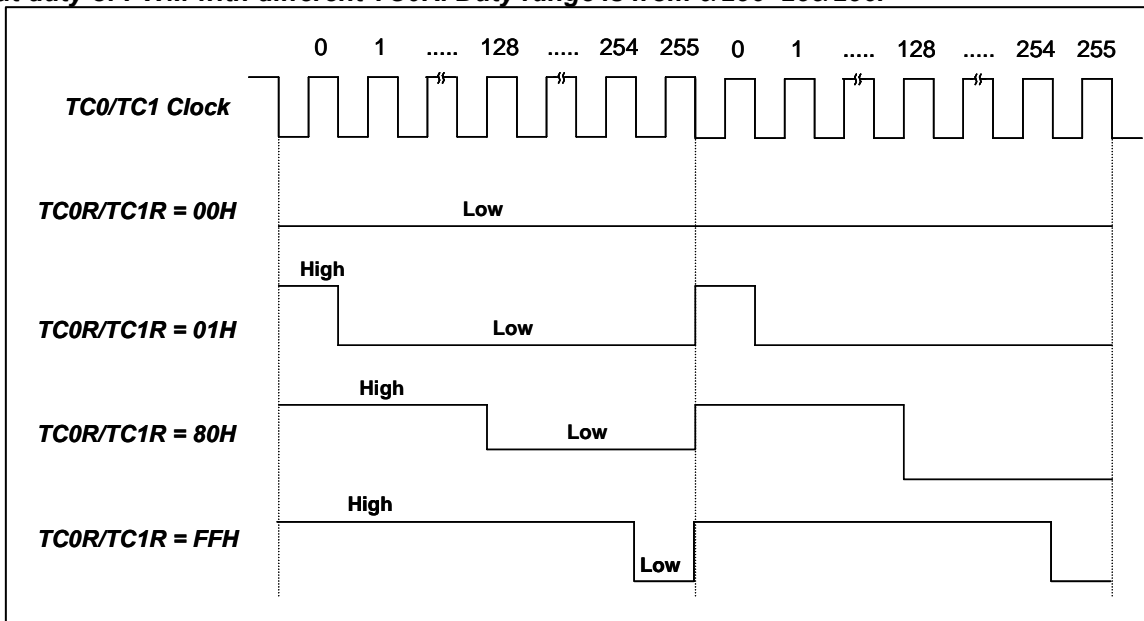 0 1 ..... 128 ..... 254 255 0 1 ..... 128 ..... 254 255
TC0/TC1 Clock
TC0R/TC1R = 00H
Low
High
TC0R/TC1R = 01H
Low
High
TC0R/TC1R = 80H
Low
High
TC0R/TC1R = FFH
Low